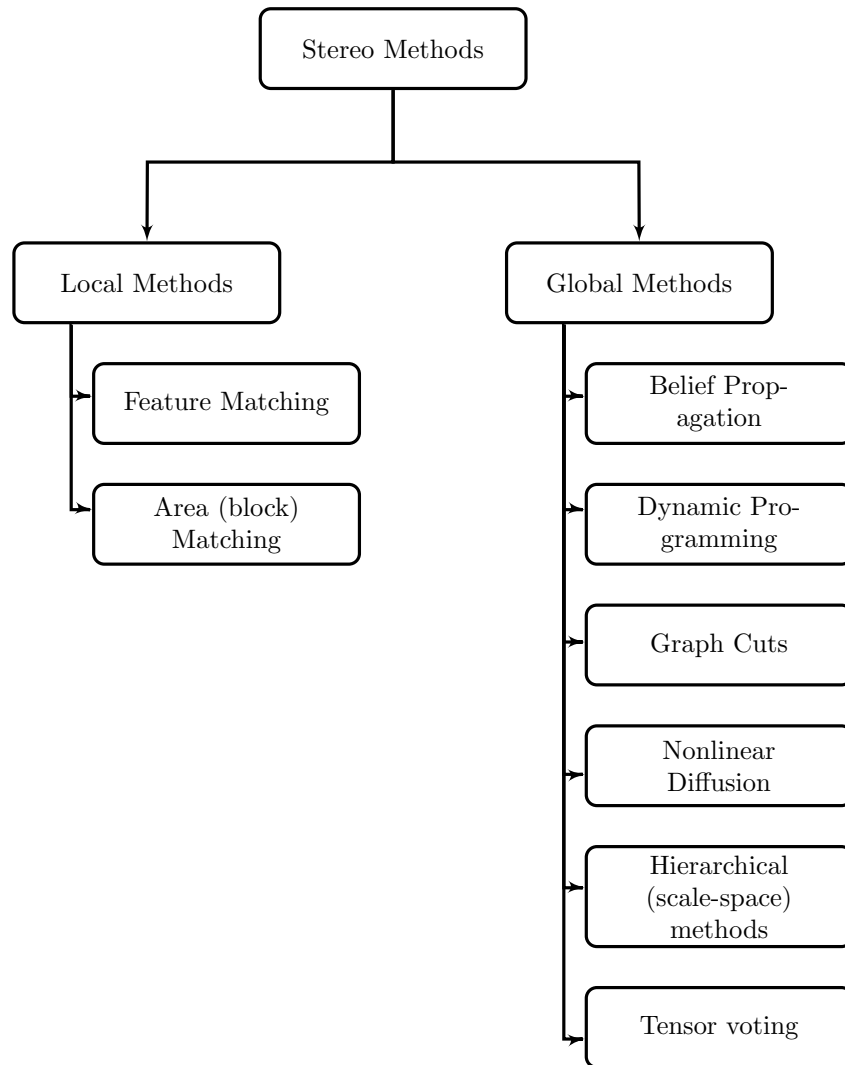 Stereo Methods
Local Methods
Feature Matching
Area (block)
Matching
Global Methods
Belief Prop-
agation
Dynamic Pro-
gramming
Graph Cuts
Nonlinear
Diffusion
Hierarchical
(scale-space)
methods
Tensor voting